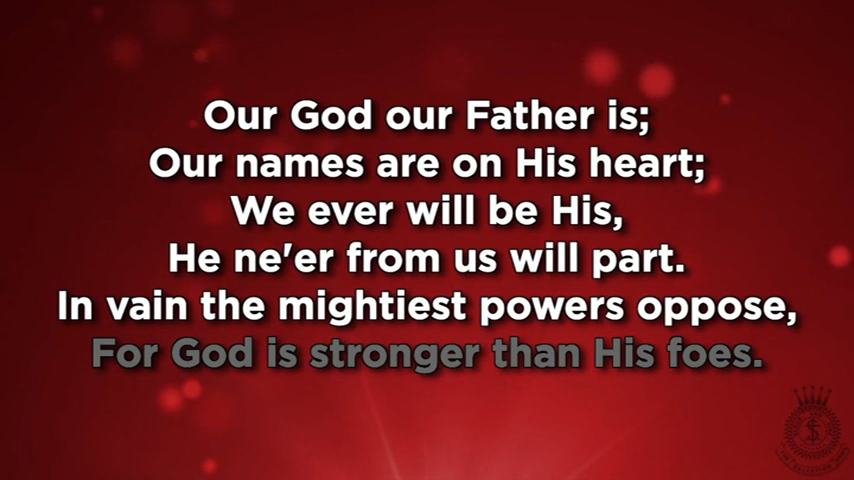 Our God our Father is;
Our names are on His heart;
We ever will be His,
He ne'er from us will part.
In vain the mightiest powers oppose,
For God is stronger than His foes.